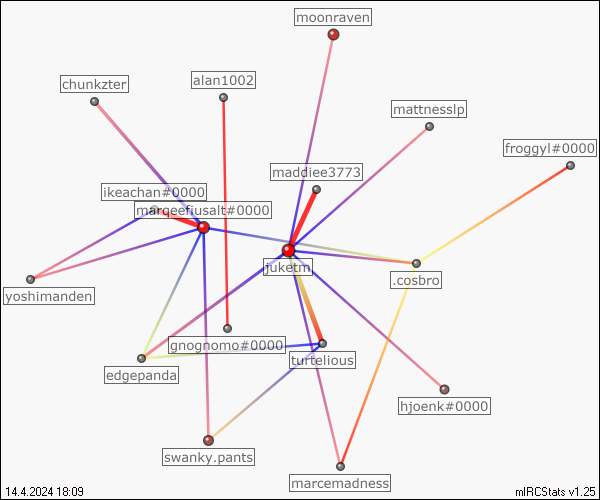 moonraven
chunkzter
alan1002
mattnesslp
froggyl#0000
maddiee3773
ikeachan#0000
marqeefiusalt#0000
juketm
.cosbro
yoshimanden
gnognomo#0000
turtelious
edgepanda
hjoenk#0000
swanky.pants
marcemadness
14.4.2024 18:09
mIRCStats v1.25